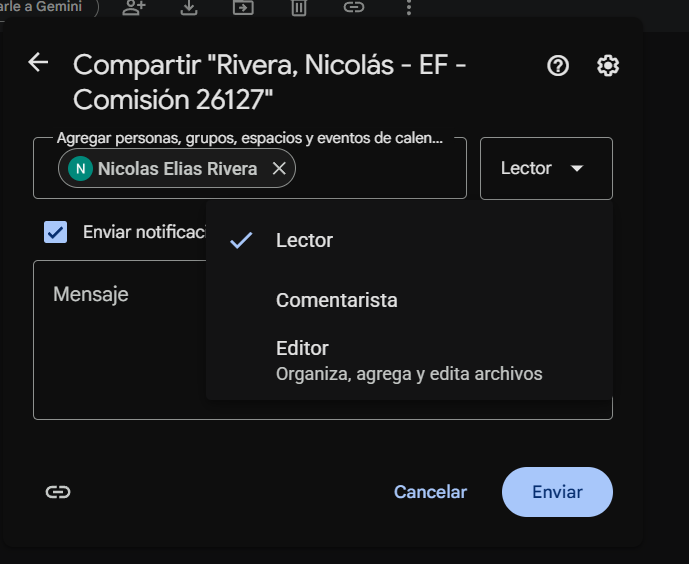 arle a Gemini
Compartir "Rivera, Nicolás - EF -
Comisión 26127"
Agregar personas, grupos, espacios y eventos de calen...
N Nicolas Elias Rivera
Lector
Enviar notificaci
Lector
Mensaje
Comentarista
Editor
Organiza, agrega y edita archivos
Cancelar
Enviar